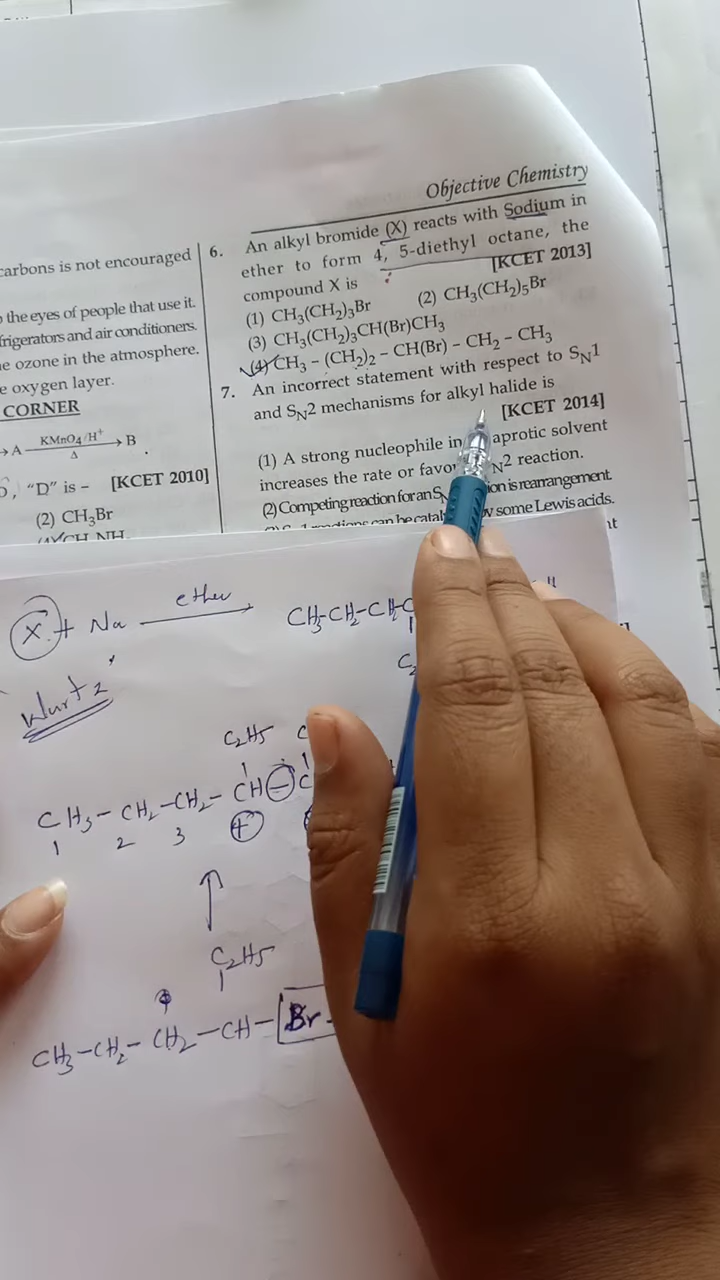 Objective Chemistry
carbons is not encouraged
the eyes of people that use it.
frigerators and air conditioners.
e ozone in the atmosphere.
e oxygen layer.
CORNER
→ A KMnO4/H+ Δ → B .
, "D" is – [KCET 2010]
(2) CH3Br
6. An alkyl bromide (X) reacts with Sodium in
ether to form 4, 5-diethyl octane, the
compound X is [KCET 2013]
(1) CH3(CH2)3Br (2) CH3(CH2)5Br
(3) CH3(CH2)3CH(Br)CH3
(4) CH3 – (CH2)2 – CH(Br) – CH2 – CH3
7. An incorrect statement with respect to SN1
and SN2 mechanisms for alkyl halide is
[KCET 2014]
(1) A strong nucleophile in aprotic solvent
increases the rate or favo N2 reaction.
(2) Competing reaction for an SN ion is rearrangement.
some Lewis acids.
X + Na ether →
CH3-CH2-CH2-C
Wurtz
C2H5 C
CH3-CH2-CH2-CH-C
1 2 3 +
C2H5
CH3-CH2-CH2-CH-Br